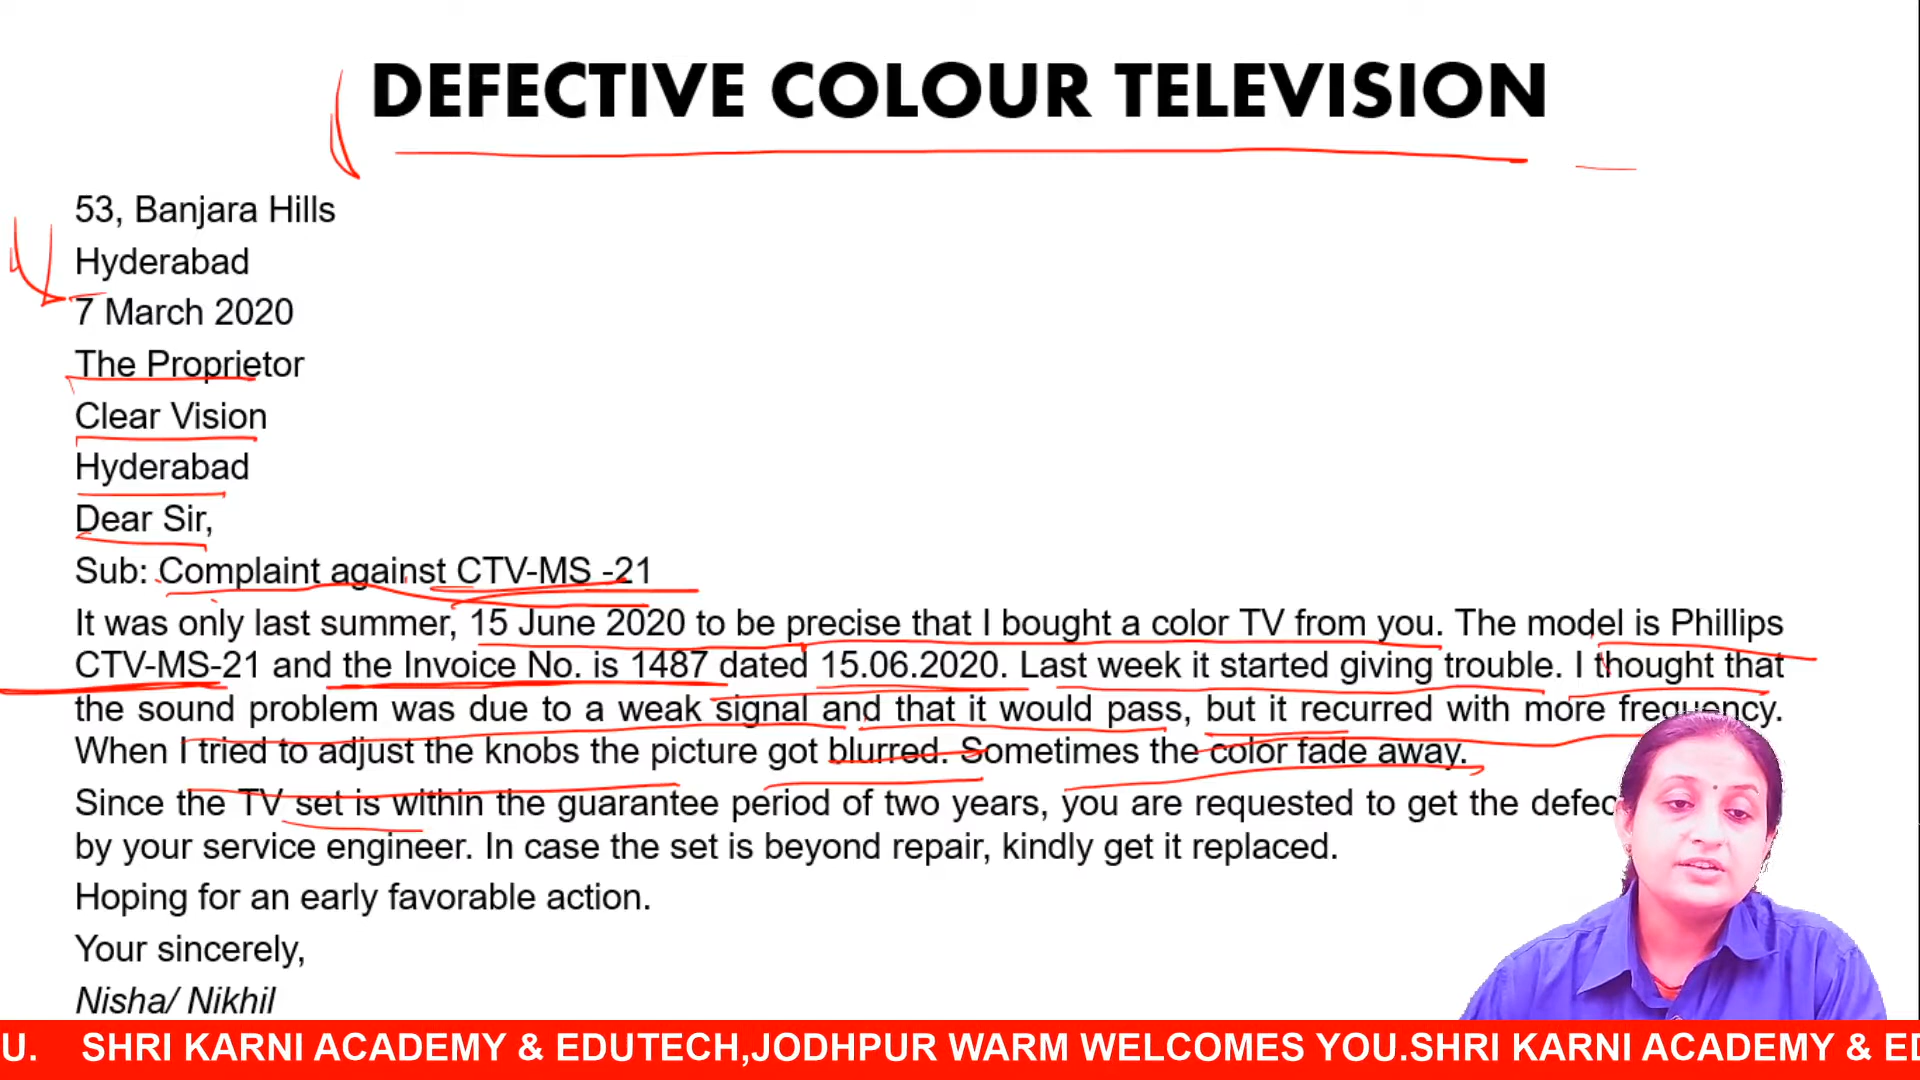 DEFECTIVE COLOUR TELEVISION
53, Banjara Hills
Hyderabad
7 March 2020
The Proprietor
Clear Vision
Hyderabad
Dear Sir,
Sub: Complaint against CTV-MS -21
It was only last summer, 15 June 2020 to be precise that I bought a color TV from you. The model is Phillips
CTV-MS-21 and the Invoice No. is 1487 dated 15.06.2020. Last week it started giving trouble. I thought that
the sound problem was due to a weak signal and that it would pass, but it recurred with more frequency.
When I tried to adjust the knobs the picture got blurred. Sometimes the color fade away.
Since the TV set is within the guarantee period of two years, you are requested to get the
by your service engineer. In case the set is beyond repair, kindly get it replaced.
Hoping for an early favorable action.
Your sincerely,
Nisha/ Nikhil
U. SHRI KARNI ACADEMY & EDUTECH,JODHPUR WARM WELCOMES YOU.SHRI KARNI ACADEMY &